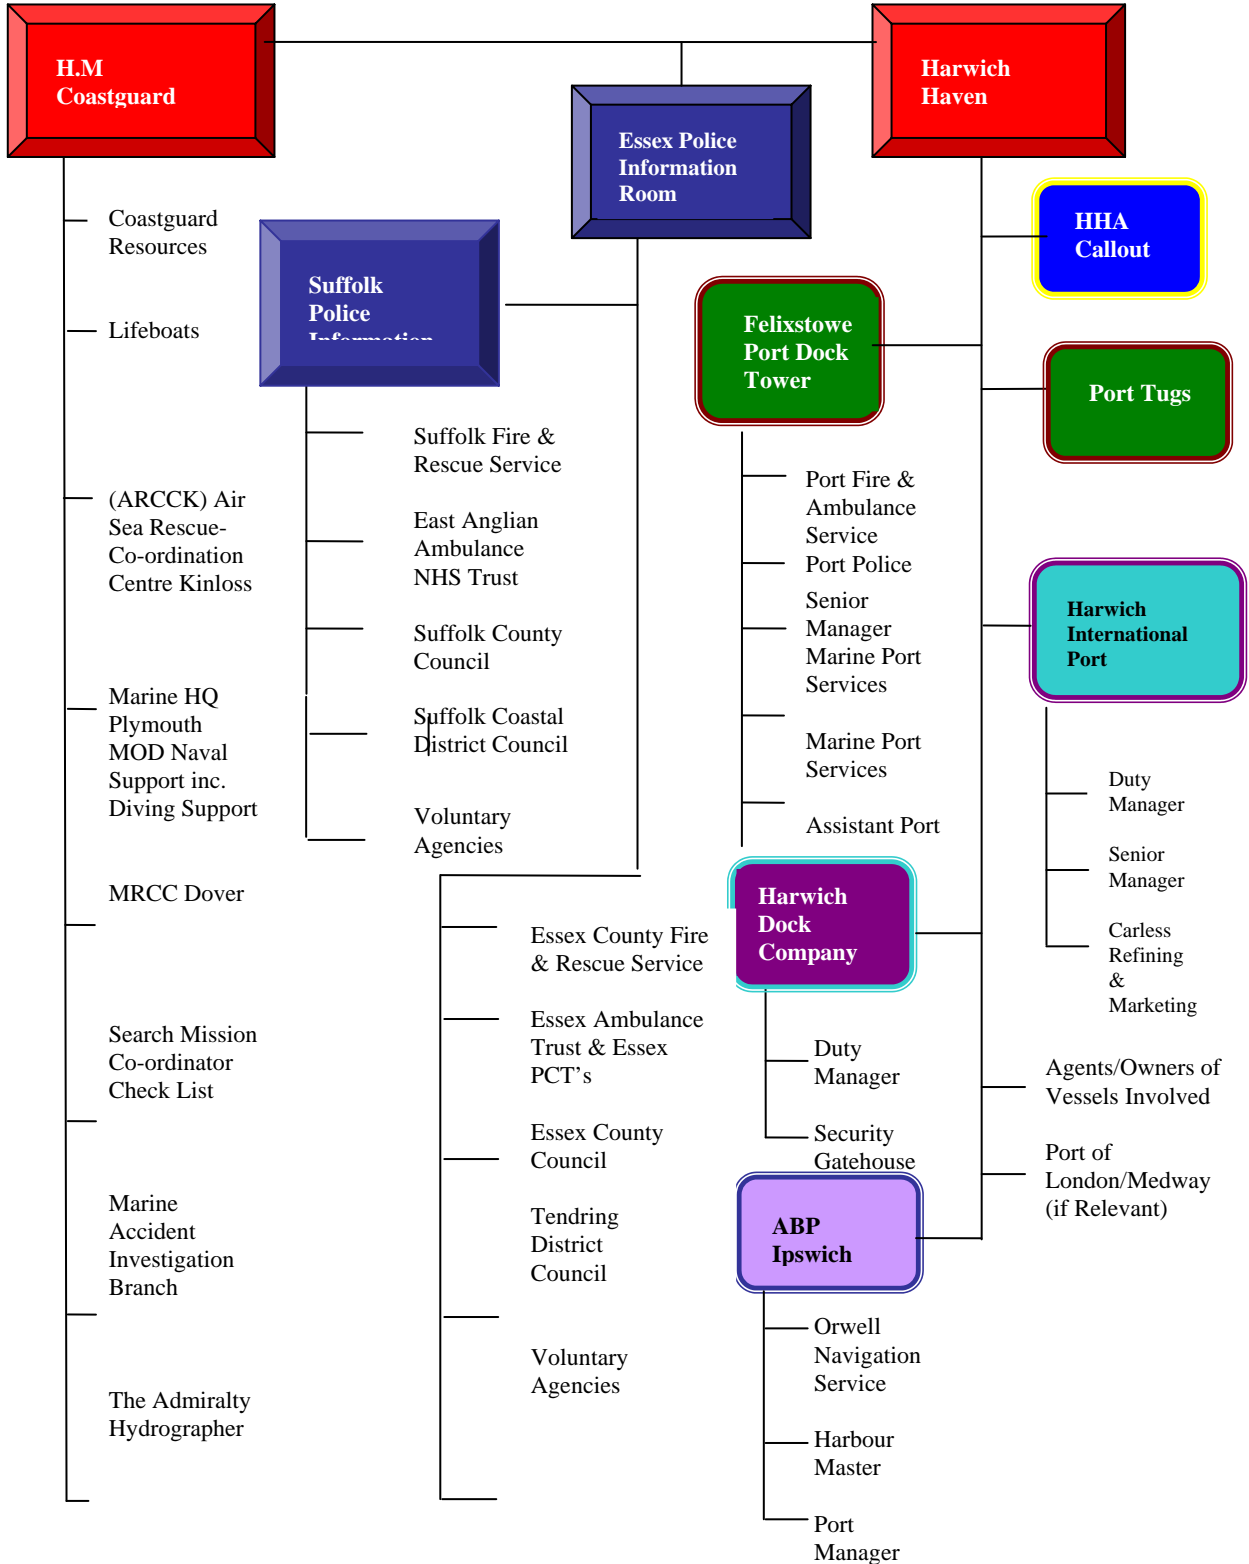 H.M
Coastguard
Harwich
Haven
Essex Police
Information
Room
HHA
Callout
Coastguard
Resources
Lifeboats
(ARCCK) Air
Sea Rescue-
Co-ordination
Centre Kinloss
Marine HQ
Plymouth
MOD Naval
Support inc.
Diving Support
MRCC Dover
Search Mission
Co-ordinator
Check List
Marine
Accident
Investigation
Branch
The Admiralty
Hydrographer
Suffolk
Police
Information
Suffolk Fire &
Rescue Service
East Anglian
Ambulance
NHS Trust
Suffolk County
Council
Suffolk Coastal
District Council
Voluntary
Agencies
Essex County Fire
& Rescue Service
Essex Ambulance
Trust & Essex
PCT's
Essex County
Council
Tendring
District
Council
Voluntary
Agencies
Felixstowe
Port Dock
Tower
Port Fire &
Ambulance
Service
Port Police
Senior
Manager
Marine Port
Services
Marine Port
Services
Assistant Port
Harwich
Dock
Company
Duty
Manager
Security
Gatehouse
ABP
Ipswich
Orwell
Navigation
Service
Harbour
Master
Port
Manager
Port Tugs
Harwich
International
Port
Duty
Manager
Senior
Manager
Carless
Refining
&
Marketing
Agents/Owners of
Vessels Involved
Port of
London/Medway
(if Relevant)